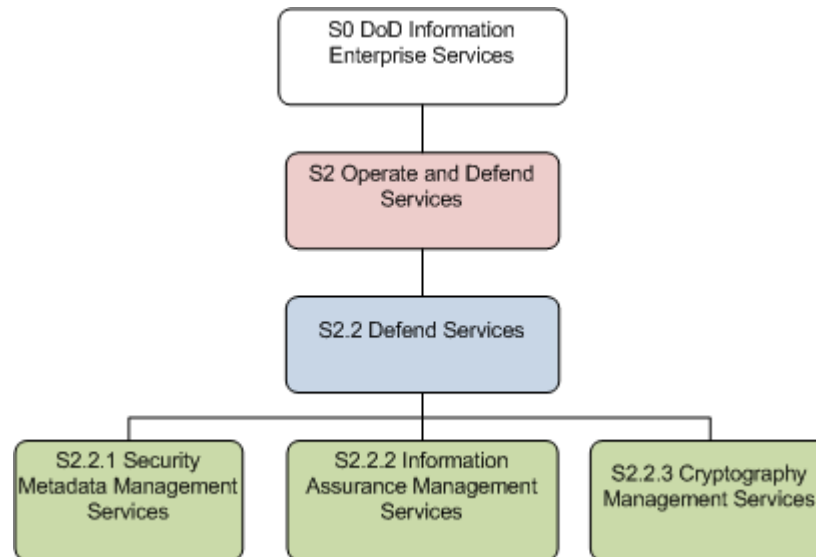 S0 DoD Information
Enterprise Services
S2 Operate and Defend
Services
S2.2 Defend Services
S2.2.1 Security
Metadata Management
Services
S2.2.2 Information
Assurance Management
Services
S2.2.3 Cryptography
Management Services